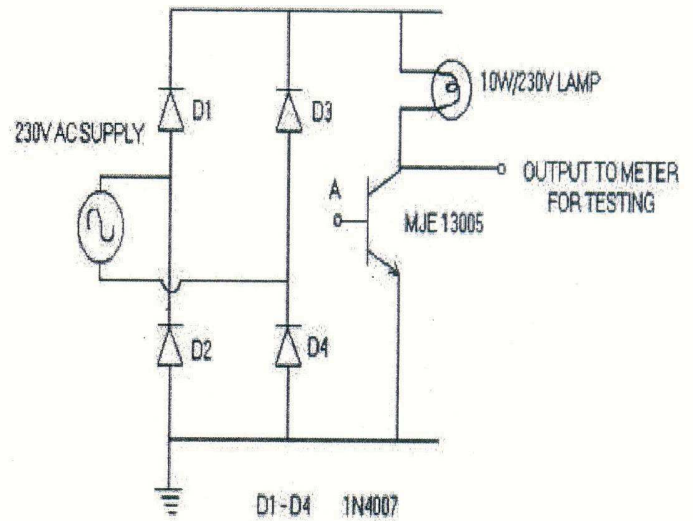 10W/230V LAMP
D1
D3
230V AC SUPPLY
OUTPUT TO METER
FOR TESTING
A
MJE 13005
D2
D4
D1-D4 1N4007